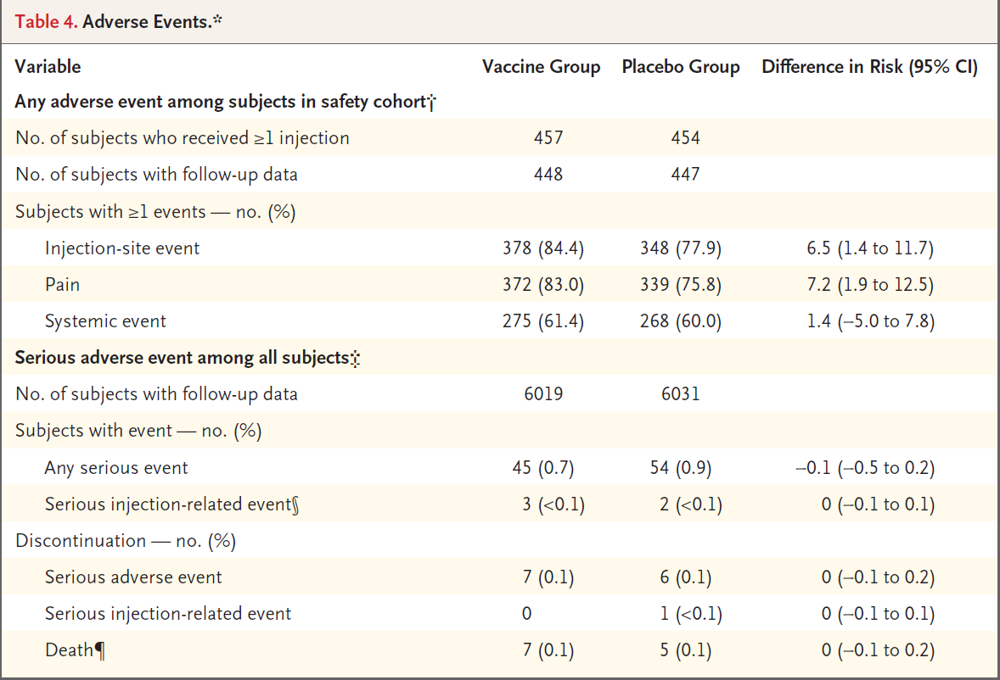 Table 4. Adverse Events.*
Variable Vaccine Group Placebo Group Difference in Risk (95% CI)
Any adverse event among subjects in safety cohort†
No. of subjects who received ≥1 injection 457 454
No. of subjects with follow-up data 448 447
Subjects with ≥1 events — no. (%)
Injection-site event 378 (84.4) 348 (77.9) 6.5 (1.4 to 11.7)
Pain 372 (83.0) 339 (75.8) 7.2 (1.9 to 12.5)
Systemic event 275 (61.4) 268 (60.0) 1.4 (–5.0 to 7.8)
Serious adverse event among all subjects‡
No. of subjects with follow-up data 6019 6031
Subjects with event — no. (%)
Any serious event 45 (0.7) 54 (0.9) –0.1 (–0.5 to 0.2)
Serious injection-related event§ 3 (<0.1) 2 (<0.1) 0 (–0.1 to 0.1)
Discontinuation — no. (%)
Serious adverse event 7 (0.1) 6 (0.1) 0 (–0.1 to 0.2)
Serious injection-related event 0 1 (<0.1) 0 (–0.1 to 0.1)
Death¶ 7 (0.1) 5 (0.1) 0 (–0.1 to 0.2)